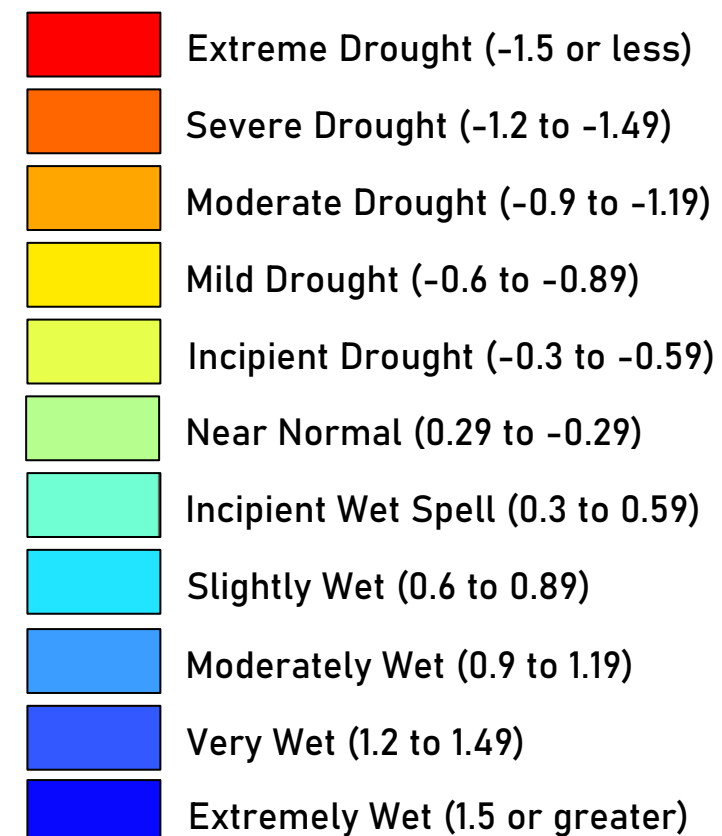 Extreme Drought (-1.5 or less)
Severe Drought (-1.2 to -1.49)
Moderate Drought (-0.9 to -1.19)
Mild Drought (-0.6 to -0.89)
Incipient Drought (-0.3 to -0.59)
Near Normal (0.29 to -0.29)
Incipient Wet Spell (0.3 to 0.59)
Slightly Wet (0.6 to 0.89)
Moderately Wet (0.9 to 1.19)
Very Wet (1.2 to 1.49)
Extremely Wet (1.5 or greater)